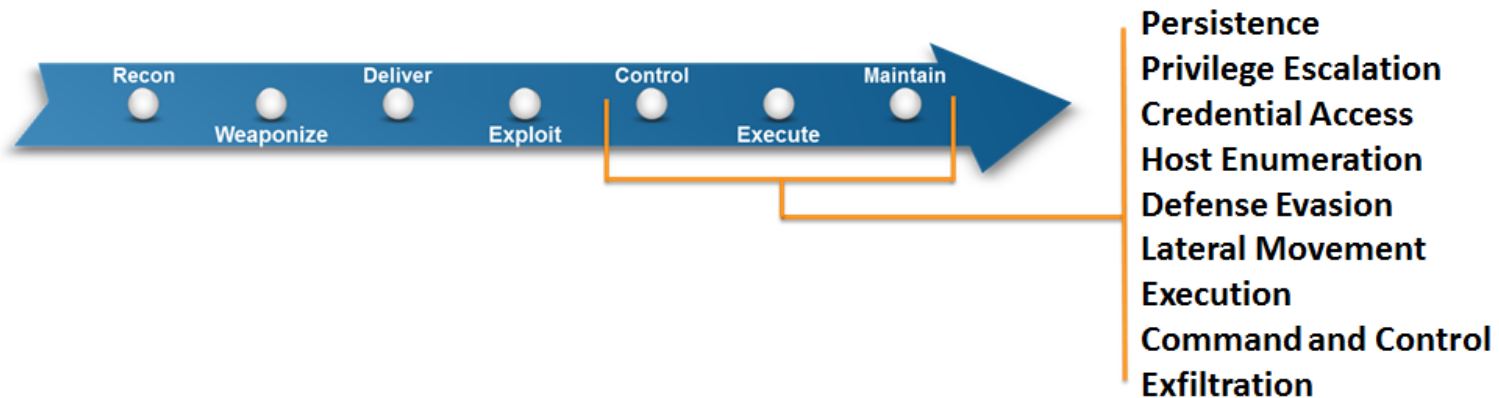 Recon
Weaponize
Deliver
Exploit
Control
Execute
Maintain
Persistence
Privilege Escalation
Credential Access
Host Enumeration
Defense Evasion
Lateral Movement
Execution
Command and Control
Exfiltration